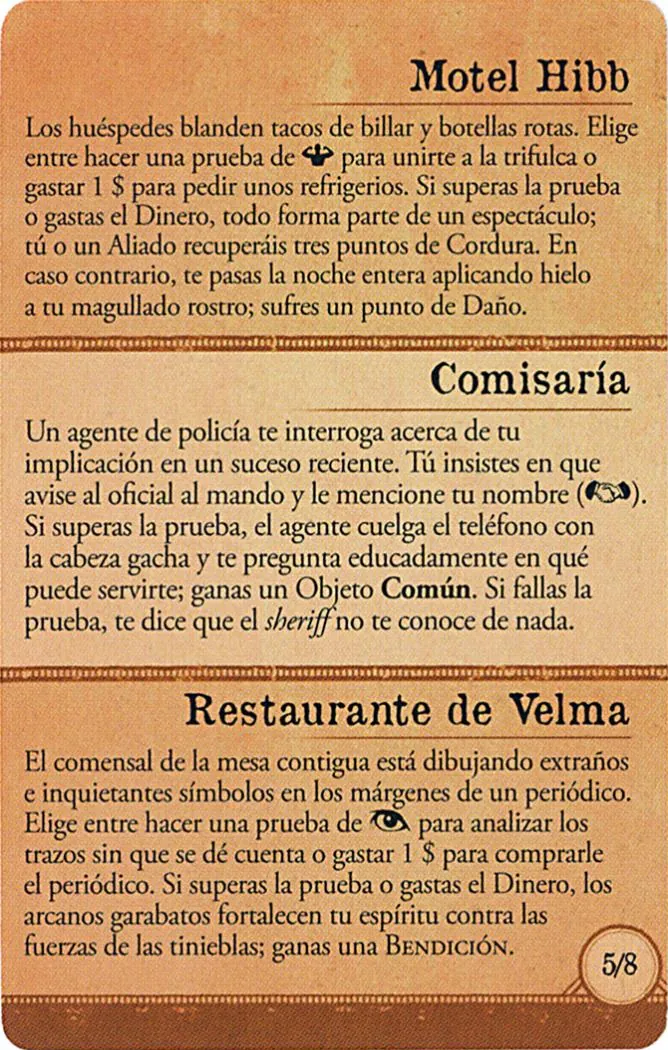 Motel Hibb
Los huéspedes blanden tacos de billar y botellas rotas. Elige
entre hacer una prueba de para unirte a la trifulca o
gastar 1 $ para pedir unos refrigerios. Si superas la prueba
o gastas el Dinero, todo forma parte de un espectáculo;
tú o un Aliado recuperáis tres puntos de Cordura. En
caso contrario, te pasas la noche entera aplicando hielo
a tu magullado rostro; sufres un punto de Daño.
Comisaría
Un agente de policía te interroga acerca de tu
implicación en un suceso reciente. Tú insistes en que
avise al oficial al mando y le mencione tu nombre ( ).
Si superas la prueba, el agente cuelga el teléfono con
la cabeza gacha y te pregunta educadamente en qué
puede servirte; ganas un Objeto Común. Si fallas la
prueba, te dice que el sheriff no te conoce de nada.
Restaurante de Velma
El comensal de la mesa contigua está dibujando extraños
e inquietantes símbolos en los márgenes de un periódico.
Elige entre hacer una prueba de para analizar los
trazos sin que se dé cuenta o gastar 1 $ para comprarle
el periódico. Si superas la prueba o gastas el Dinero, los
arcanos garabatos fortalecen tu espíritu contra las
fuerzas de las tinieblas; ganas una BENDICIÓN.
5/8